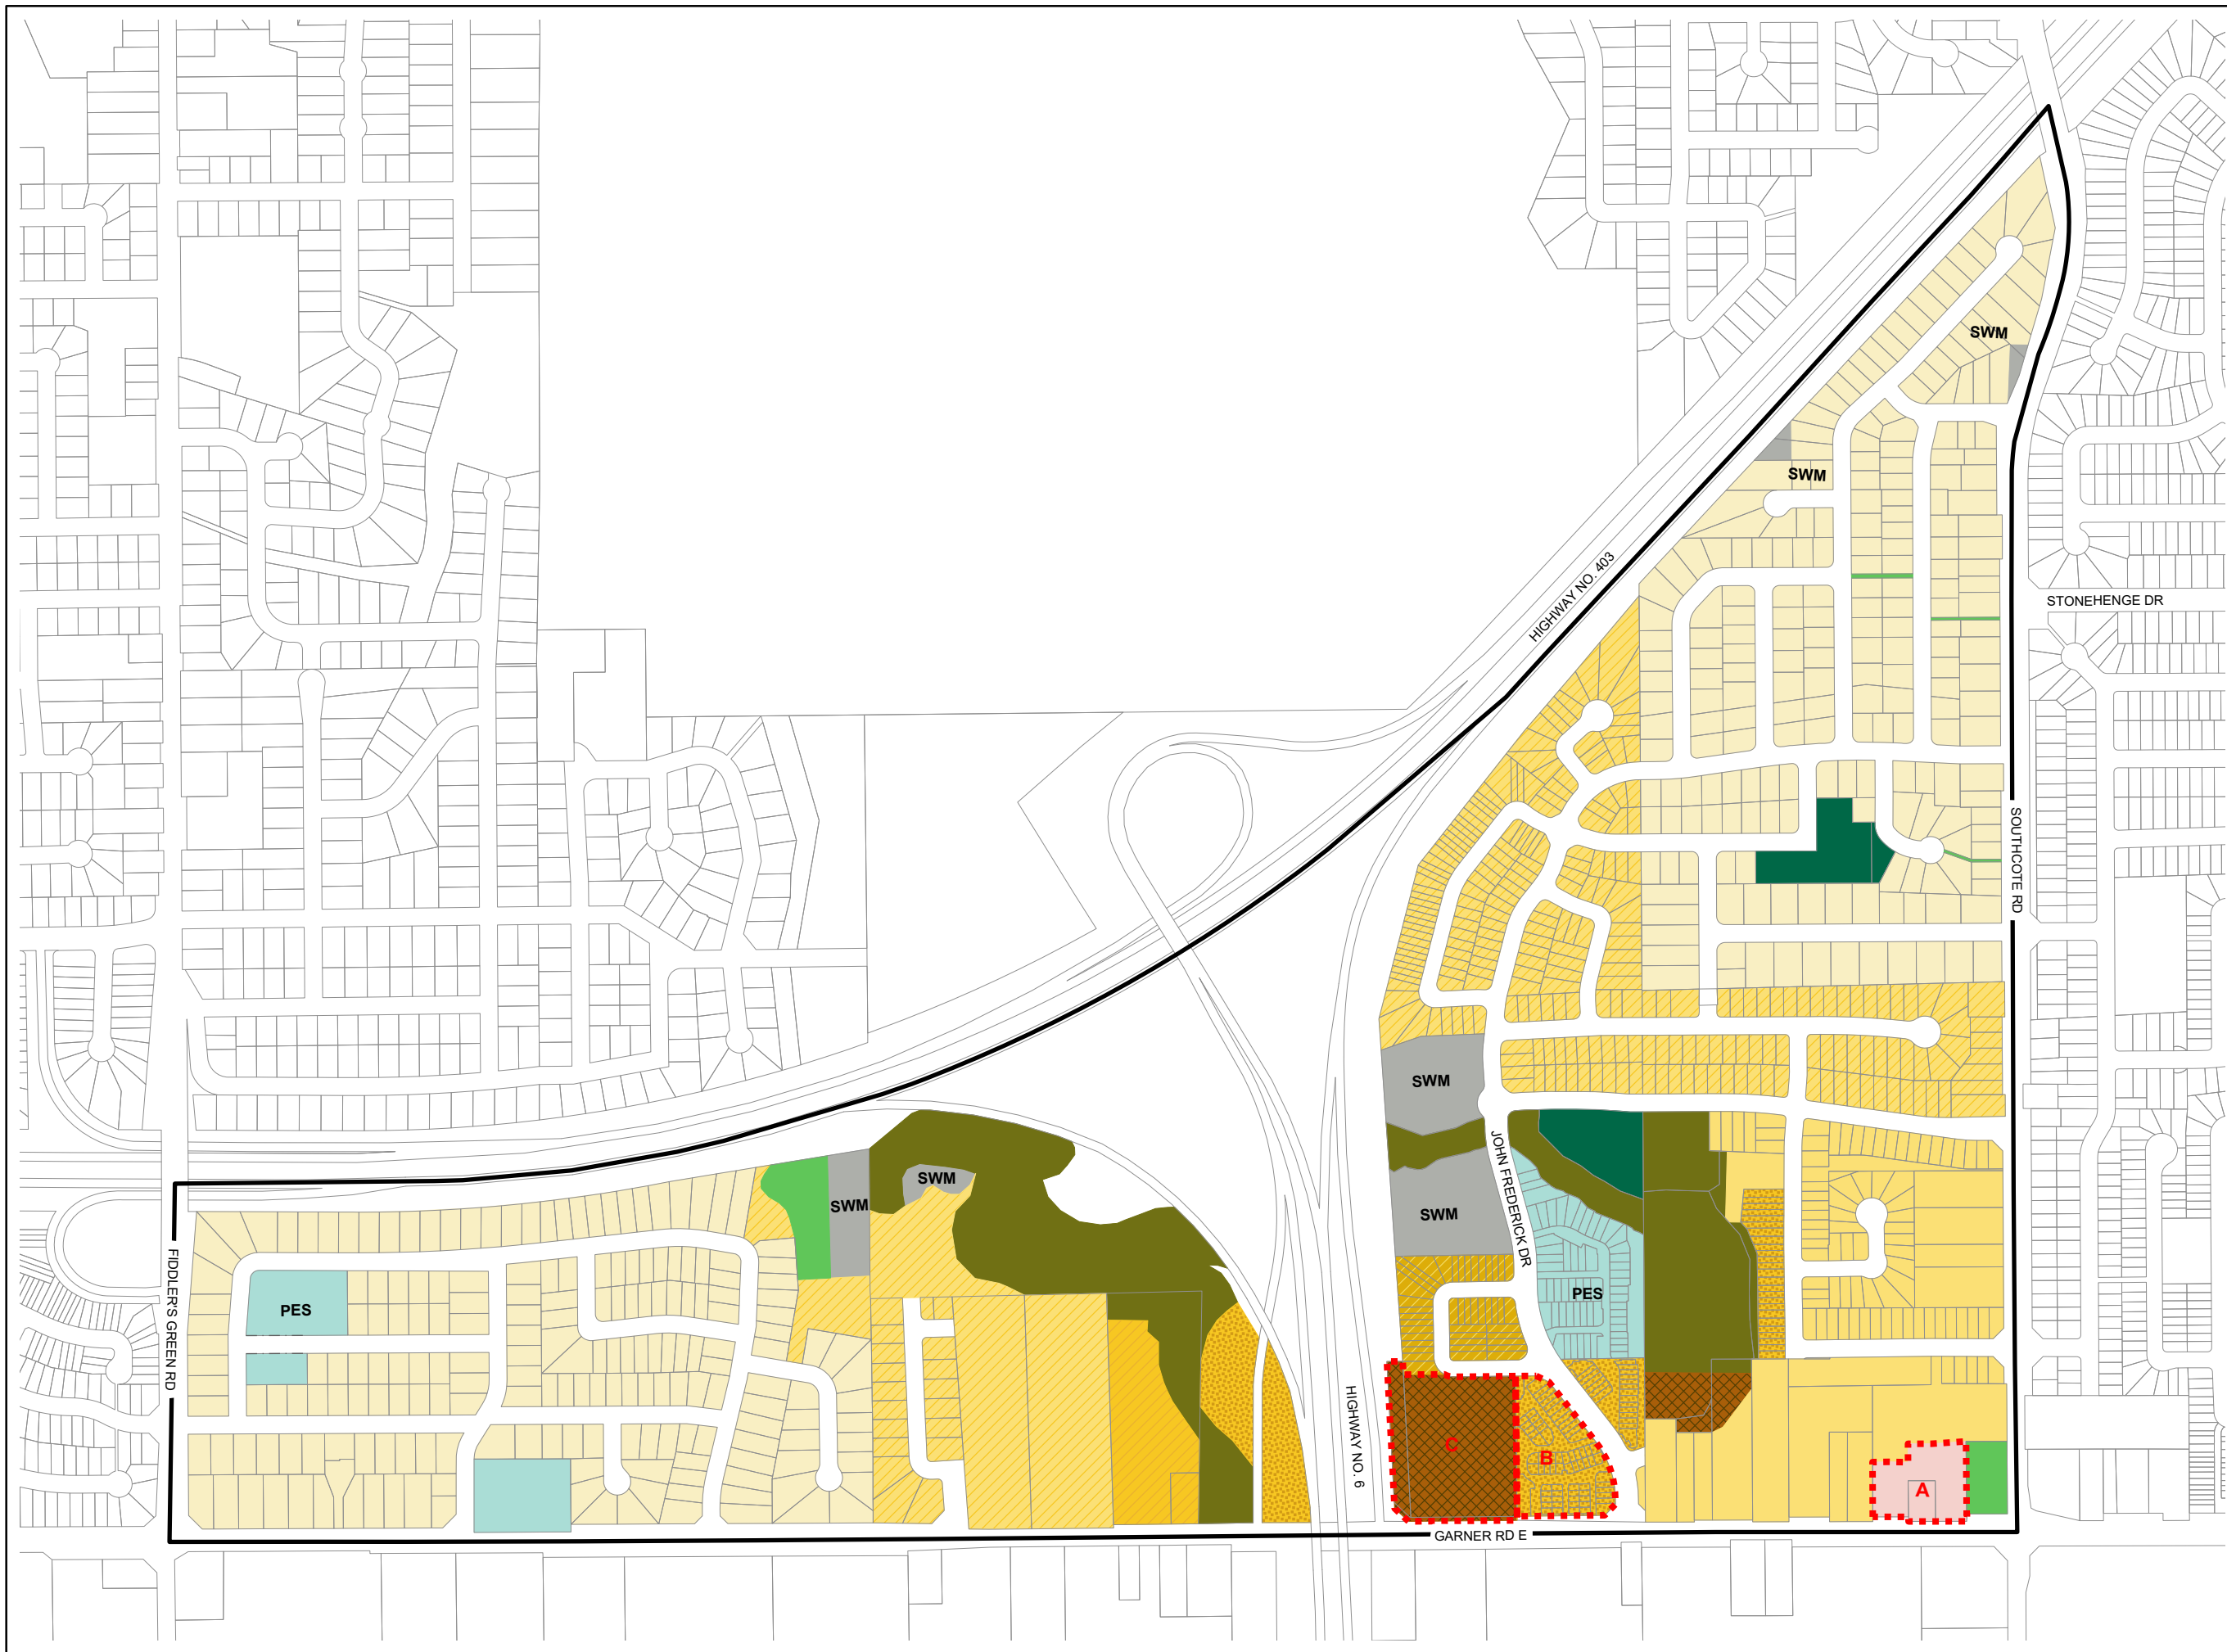 SWM
SWM
HIGHWAY NO. 403
STONEHENGE DR
SOUTHCOTE RD
SWM
JOHN FREDERICK DR
SWM
SWM
SWM
FIDDLER'S GREEN RD
PES
PES
HIGHWAY NO. 6
C
B
A
GARNER RD E